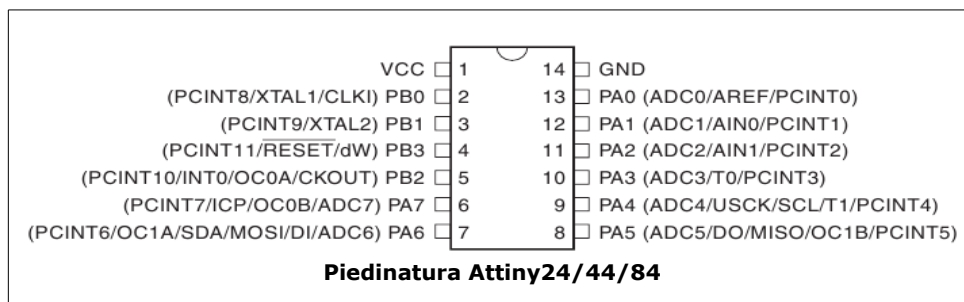 VCC 1 14 GND
(PCINT8/XTAL1/CLKI) PB0 2 13 PA0 (ADC0/AREF/PCINT0)
(PCINT9/XTAL2) PB1 3 12 PA1 (ADC1/AIN0/PCINT1)
(PCINT11/RESET/dW) PB3 4 11 PA2 (ADC2/AIN1/PCINT2)
(PCINT10/INT0/OC0A/CKOUT) PB2 5 10 PA3 (ADC3/T0/PCINT3)
(PCINT7/ICP/OC0B/ADC7) PA7 6 9 PA4 (ADC4/USCK/SCL/T1/PCINT4)
(PCINT6/OC1A/SDA/MOSI/DI/ADC6) PA6 7 8 PA5 (ADC5/DO/MISO/OC1B/PCINT5)
Piedinatura Attiny24/44/84